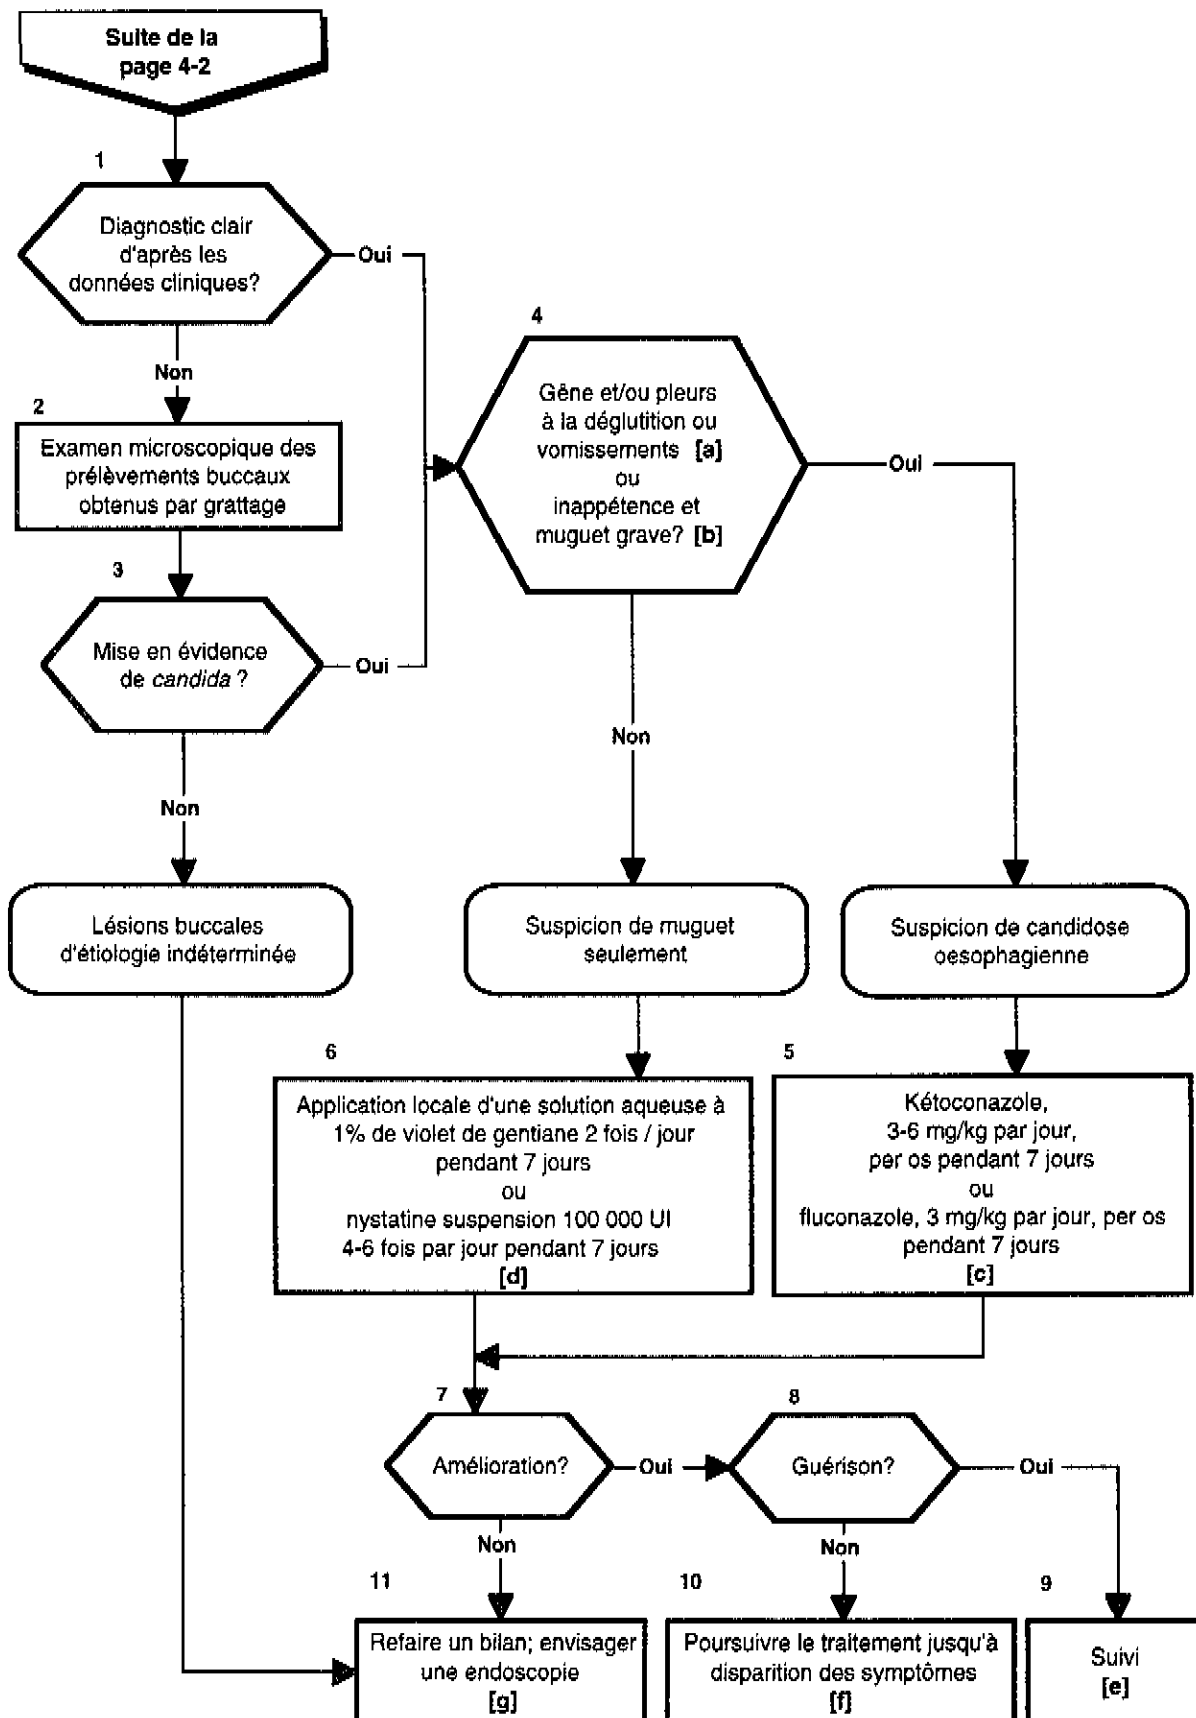 Suite de la
page 4-2
1
Diagnostic clair
d'après les
données cliniques?
Oui
Non
2
Examen microscopique des
prélèvements buccaux
obtenus par grattage
3
Mise en évidence
de candida ?
Oui
Non
4
Gêne et/ou pleurs
à la déglutition ou
vomissements [a]
ou
inappétence et
muguet grave? [b]
Oui
Non
Lésions buccales
d'étiologie indéterminée
Suspicion de muguet
seulement
Suspicion de candidose
oesophagienne
6
Application locale d'une solution aqueuse à
1% de violet de gentiane 2 fois / jour
pendant 7 jours
ou
nystatine suspension 100 000 UI
4-6 fois par jour pendant 7 jours
[d]
5
Kétoconazole,
3-6 mg/kg par jour,
per os pendant 7 jours
ou
fluconazole, 3 mg/kg par jour, per os
pendant 7 jours
[c]
7
Amélioration?
Oui
Non
8
Guérison?
Oui
Non
11
Refaire un bilan; envisager
une endoscopie
[g]
10
Poursuivre le traitement jusqu'à
disparition des symptômes
[f]
9
Suivi
[e]